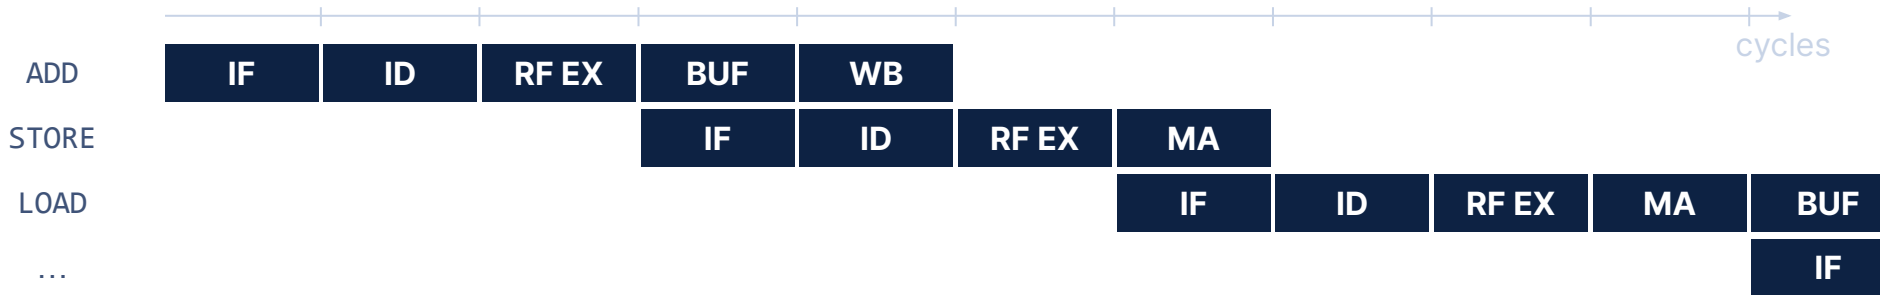 cycles
ADD IF ID RF EX BUF WB
STORE IF ID RF EX MA
LOAD IF ID RF EX MA BUF
... IF